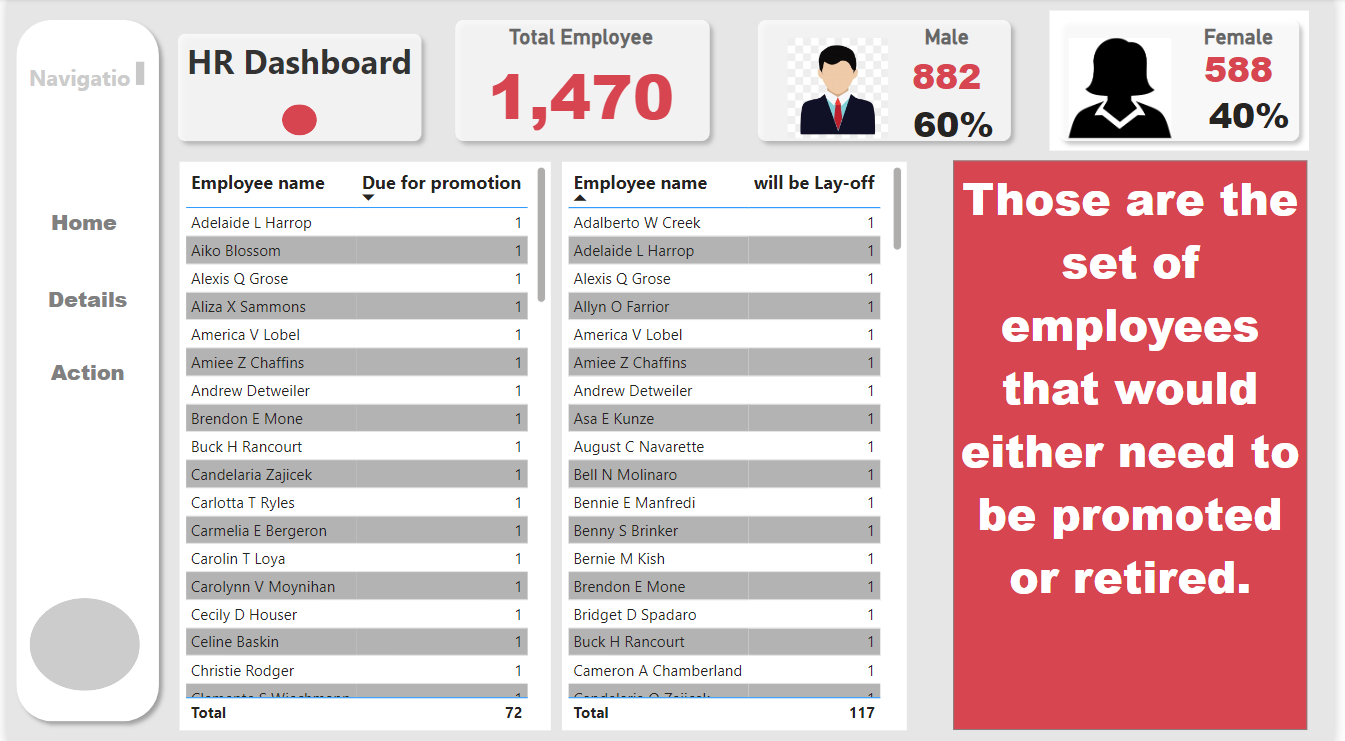 Navigatio
Home
Details
Action
HR Dashboard
Total Employee
1,470
Male
882
60%
Female
588
40%
Employee name Due for promotion
Adelaide L Harrop 1
Aiko Blossom 1
Alexis Q Grose 1
Aliza X Sammons 1
America V Lobel 1
Amiee Z Chaffins 1
Andrew Detweiler 1
Brendon E Mone 1
Buck H Rancourt 1
Candelaria Zajicek 1
Carlotta T Ryles 1
Carmelia E Bergeron 1
Carolin T Loya 1
Carolynn V Moynihan 1
Cecily D Houser 1
Celine Baskin 1
Christie Rodger 1
Total 72
Employee name will be Lay-off
Adalberto W Creek 1
Adelaide L Harrop 1
Alexis Q Grose 1
Allyn O Farrior 1
America V Lobel 1
Amiee Z Chaffins 1
Andrew Detweiler 1
Asa E Kunze 1
August C Navarette 1
Bell N Molinaro 1
Bennie E Manfredi 1
Benny S Brinker 1
Bernie M Kish 1
Brendon E Mone 1
Bridget D Spadaro 1
Buck H Rancourt 1
Cameron A Chamberland 1
Total 117
Those are the
set of
employees
that would
either need to
be promoted
or retired.